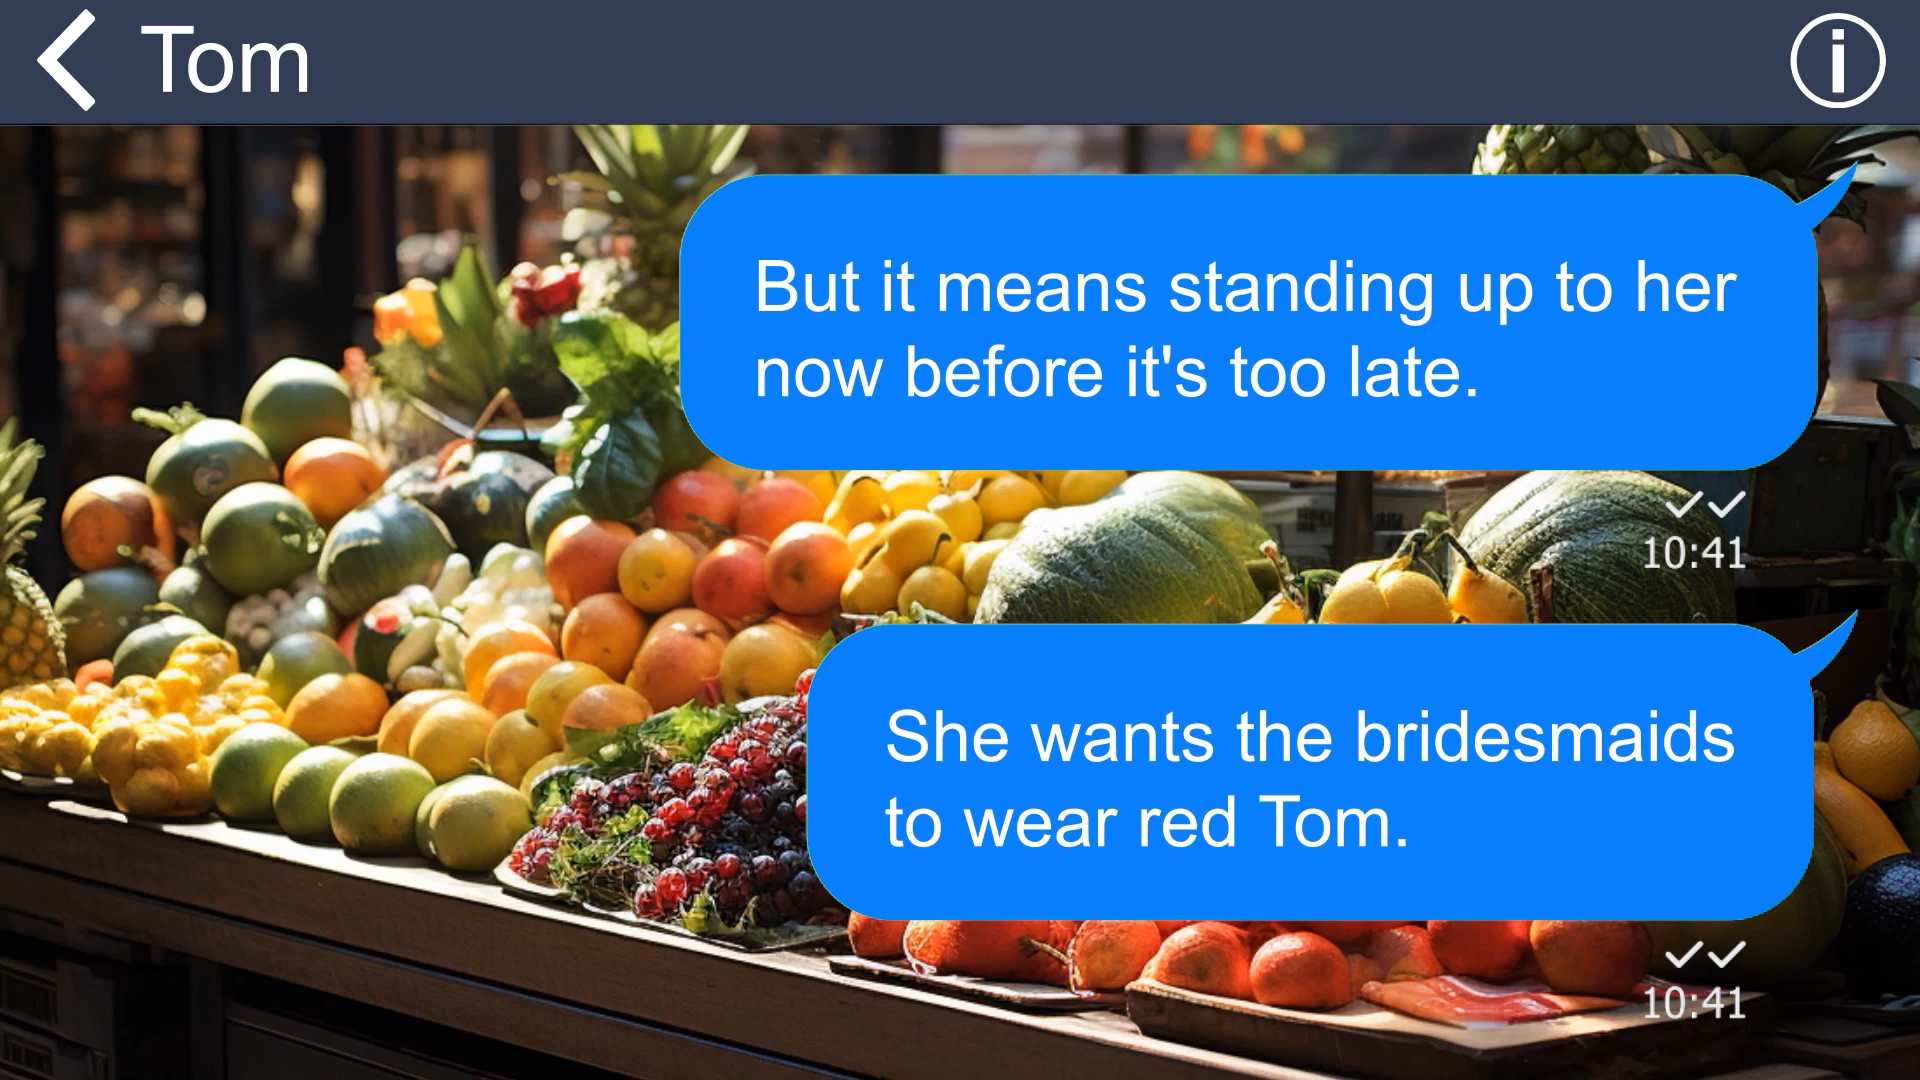 Tom
But it means standing up to her
now before it's too late.
10:41
She wants the bridesmaids
to wear red Tom.
10:41